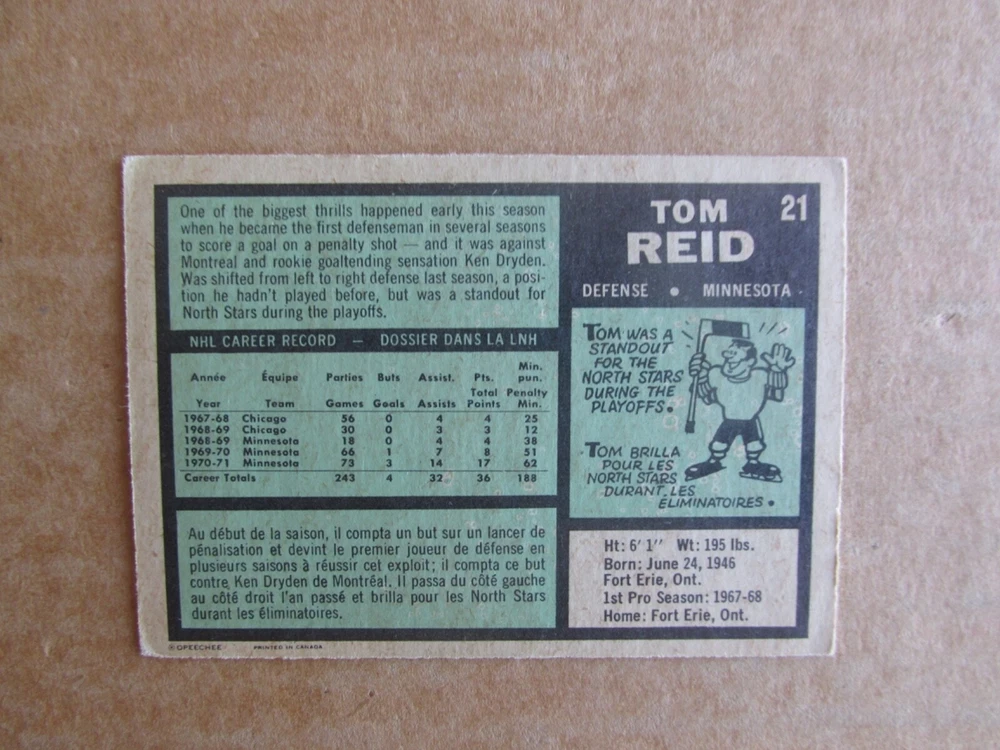 One of the biggest thrills happened early this season
when he became the first defenseman in several seasons
to score a goal on a penalty shot — and it was against
Montreal and rookie goaltending sensation Ken Dryden.
Was shifted from left to right defense last season, a posi-
tion he hadn't played before, but was a standout for
North Stars during the playoffs.
TOM 21
REID
DEFENSE • MINNESOTA
NHL CAREER RECORD — DOSSIER DANS LA LNH
Année Équipe Parties Buts Assist. Pts. Min. pun.
Year Team Games Goals Assists Total Points Penalty Min.
1967-68 Chicago 56 0 4 4 25
1968-69 Chicago 30 0 3 3 12
1968-69 Minnesota 18 0 4 4 38
1969-70 Minnesota 66 1 7 8 51
1970-71 Minnesota 73 3 14 17 62
Career Totals 243 4 32 36 188
TOM WAS A
STANDOUT
FOR THE
NORTH STARS
DURING THE
PLAYOFFS.
TOM BRILLA
POUR LES
NORTH STARS
DURANT LES
ELIMINATOIRES.
Au début de la saison, il compta un but sur un lancer de
pénalisation et devint le premier joueur de défense en
plusieurs saisons à réussir cet exploit; il compta ce but
contre Ken Dryden de Montréal. Il passa du côté gauche
au côté droit l'an passé et brilla pour les North Stars
durant les éliminatoires.
Ht: 6' 1" Wt: 195 lbs.
Born: June 24, 1946
Fort Erie, Ont.
1st Pro Season: 1967-68
Home: Fort Erie, Ont.
© OPEECHEE PRINTED IN CANADA